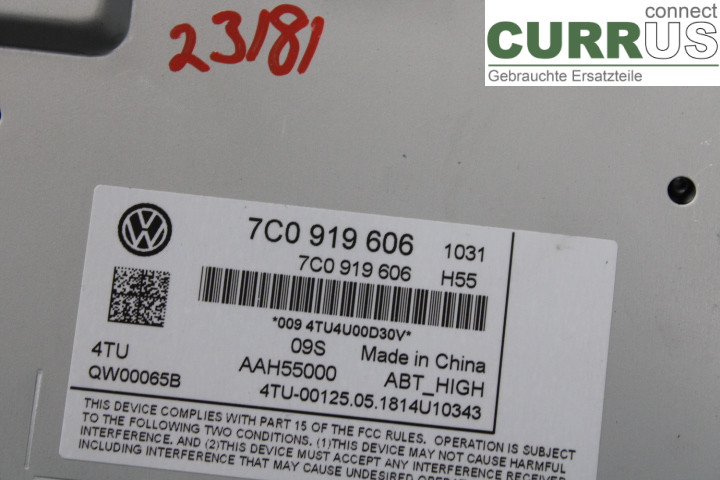 23181
connect
CURRUS
Gebrauchte Ersatzteile
7C0 919 606 1031
7C0 919 606 H55
*009 4TU4U00D30V*
4TU 09S Made in China
QW00065B AAH55000 ABT_HIGH
4TU-00125.05.1814U10343
THIS DEVICE COMPLIES WITH PART 15 OF THE FCC RULES. OPERATION IS SUBJECT
TO THE FOLLOWING TWO CONDITIONS, (1)THIS DEVICE MAY NOT CAUSE HARMFUL
INTERFERENCE, AND (2)THIS DEVICE MUST ACCEPT ANY INTERFERENCE RECEIVED
INCLUDING INTERFERENCE THAT MAY CAUSE UNDESIRED